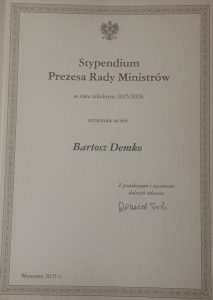 Stypendium
Prezesa Rady Ministrów
w roku szkolnym 2025/2026
otrzymuje uczeń
Bartosz Demko
Z gratulacjami i życzeniami
dalszych sukcesów
Warszawa 2025 r.